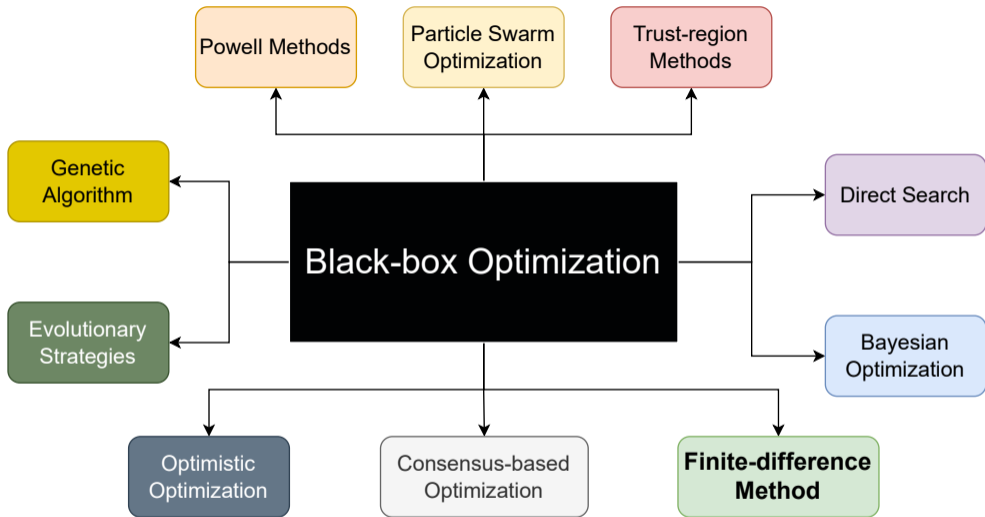 Powell Methods
Particle Swarm
Optimization
Trust-region
Methods
Genetic
Algorithm
Direct Search
Black-box Optimization
Evolutionary
Strategies
Bayesian
Optimization
Optimistic
Optimization
Consensus-based
Optimization
Finite-difference
Method